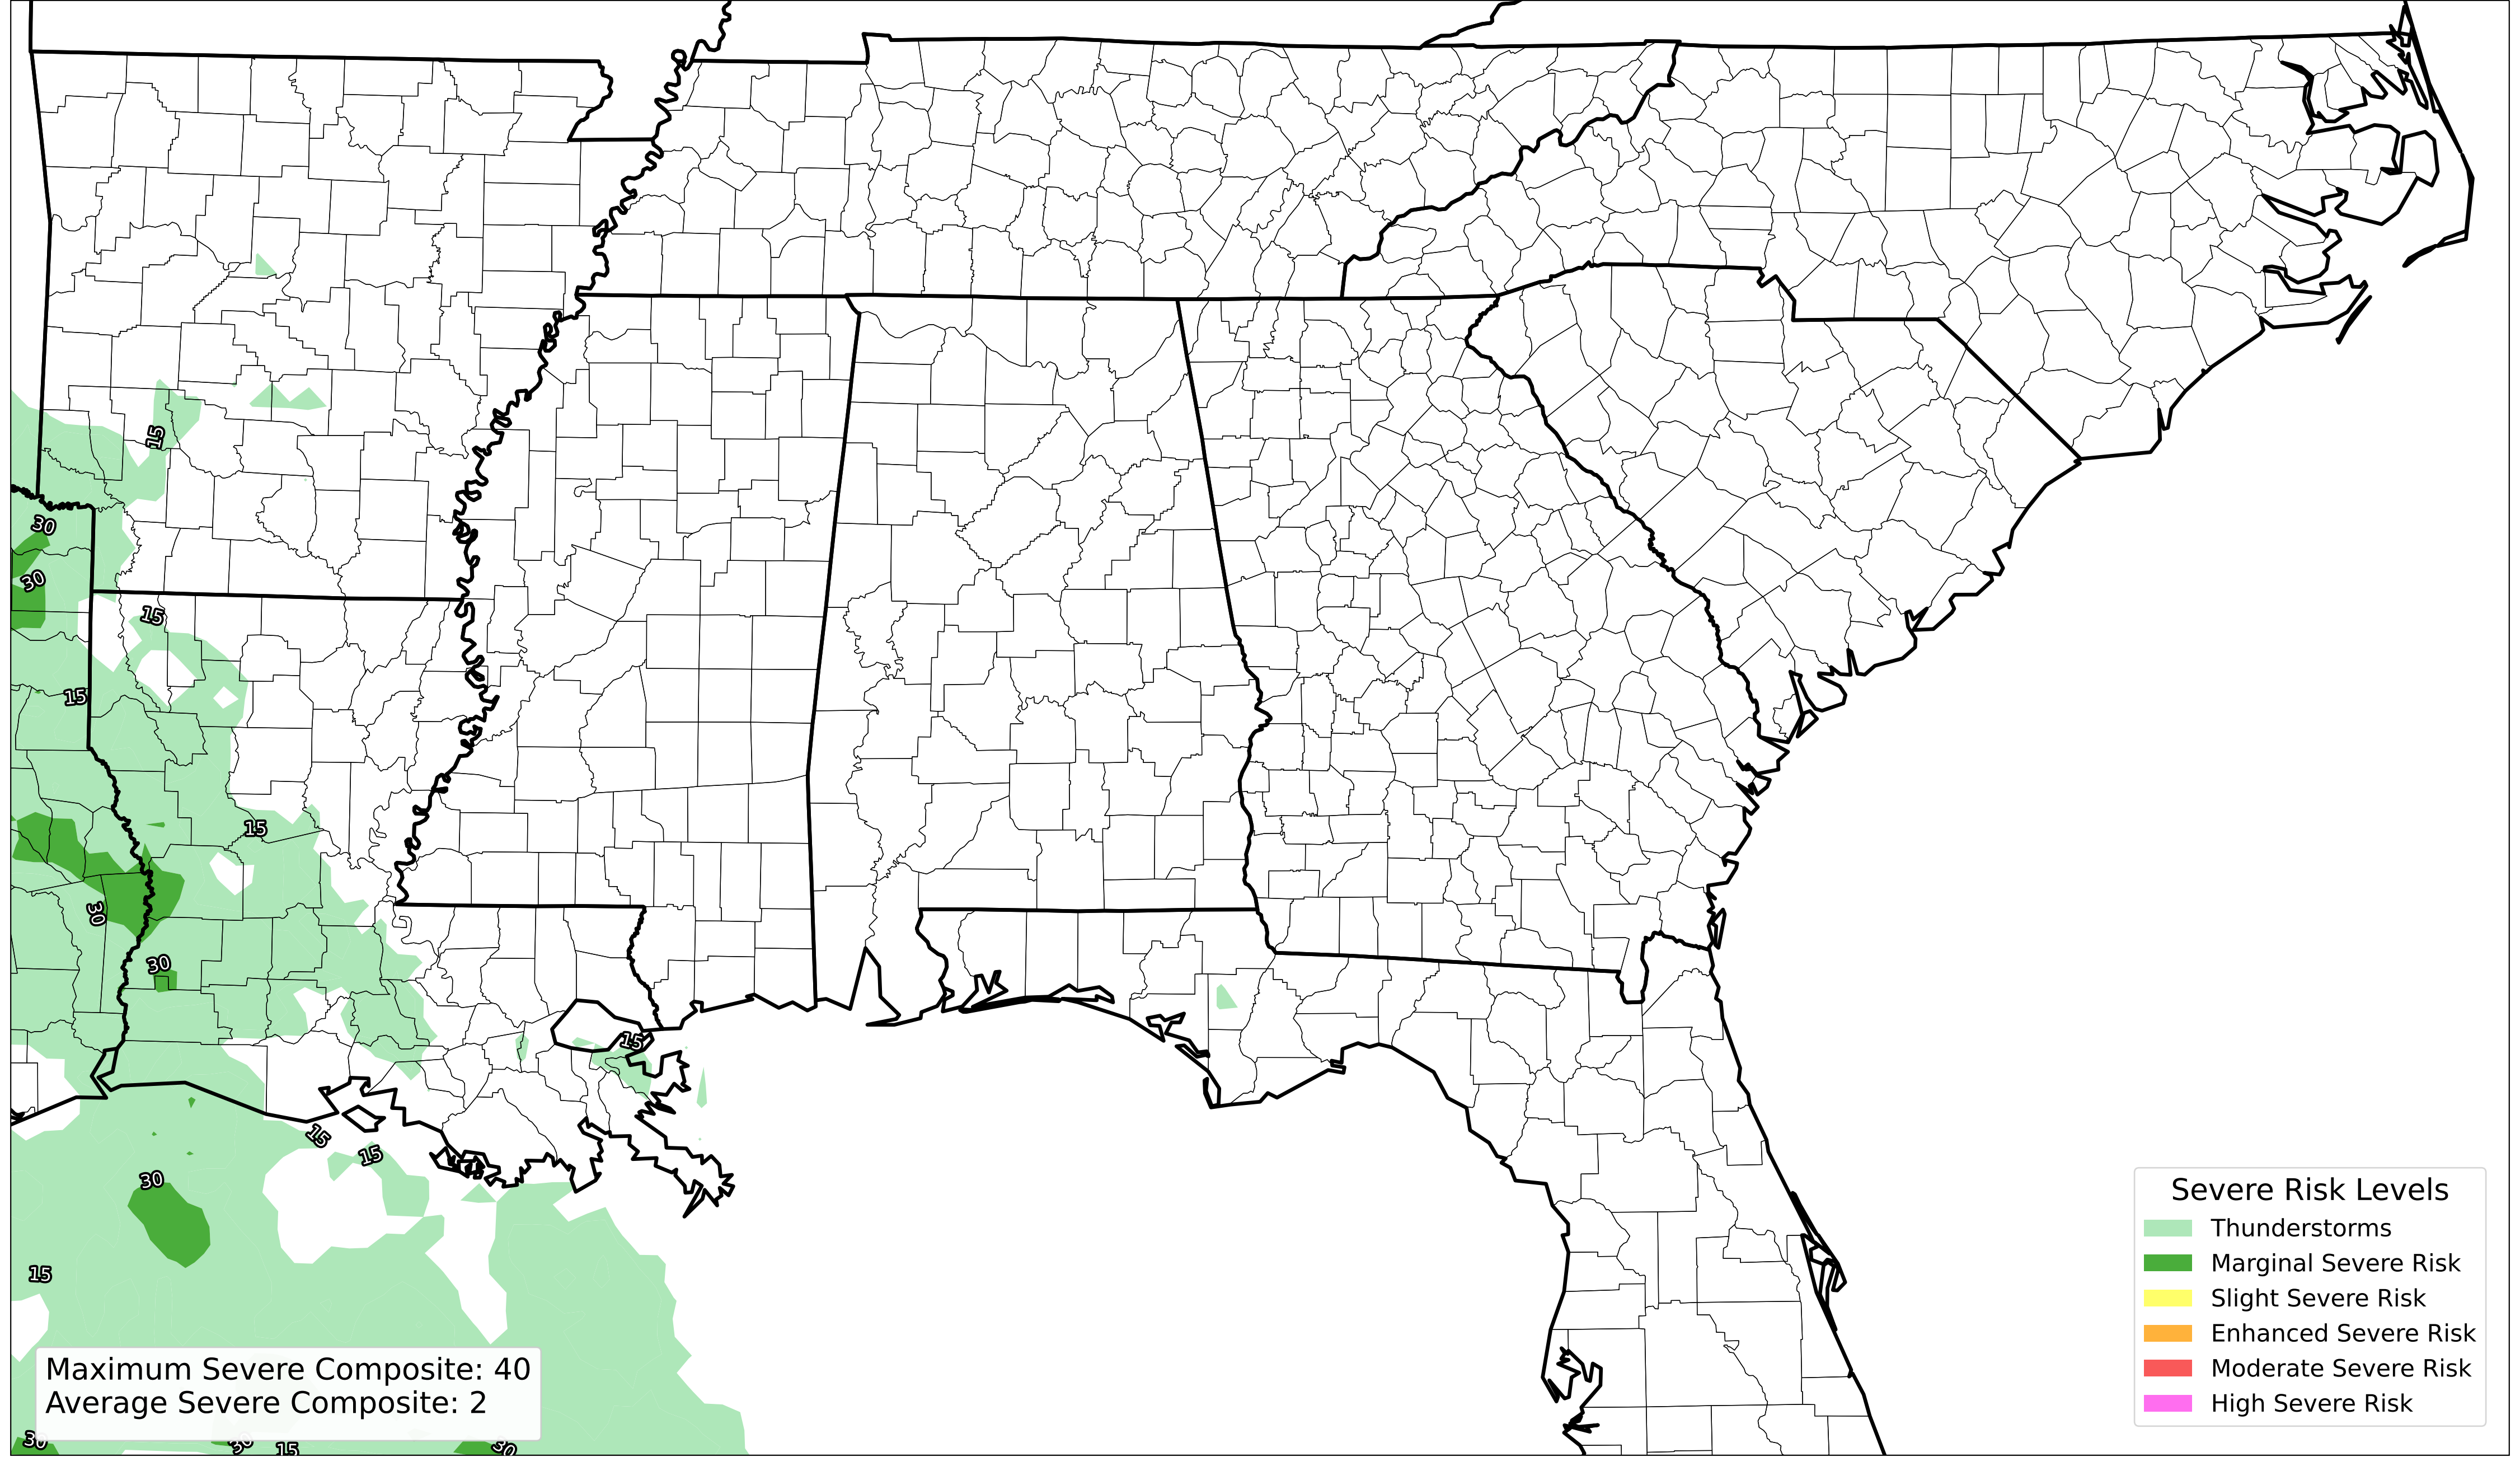 15
30
30
15
15
15
30
30
15
15
15
30
15
Severe Risk Levels
Thunderstorms
Marginal Severe Risk
Slight Severe Risk
Enhanced Severe Risk
Moderate Severe Risk
High Severe Risk
Maximum Severe Composite: 40
Average Severe Composite: 2
30
30
15
30